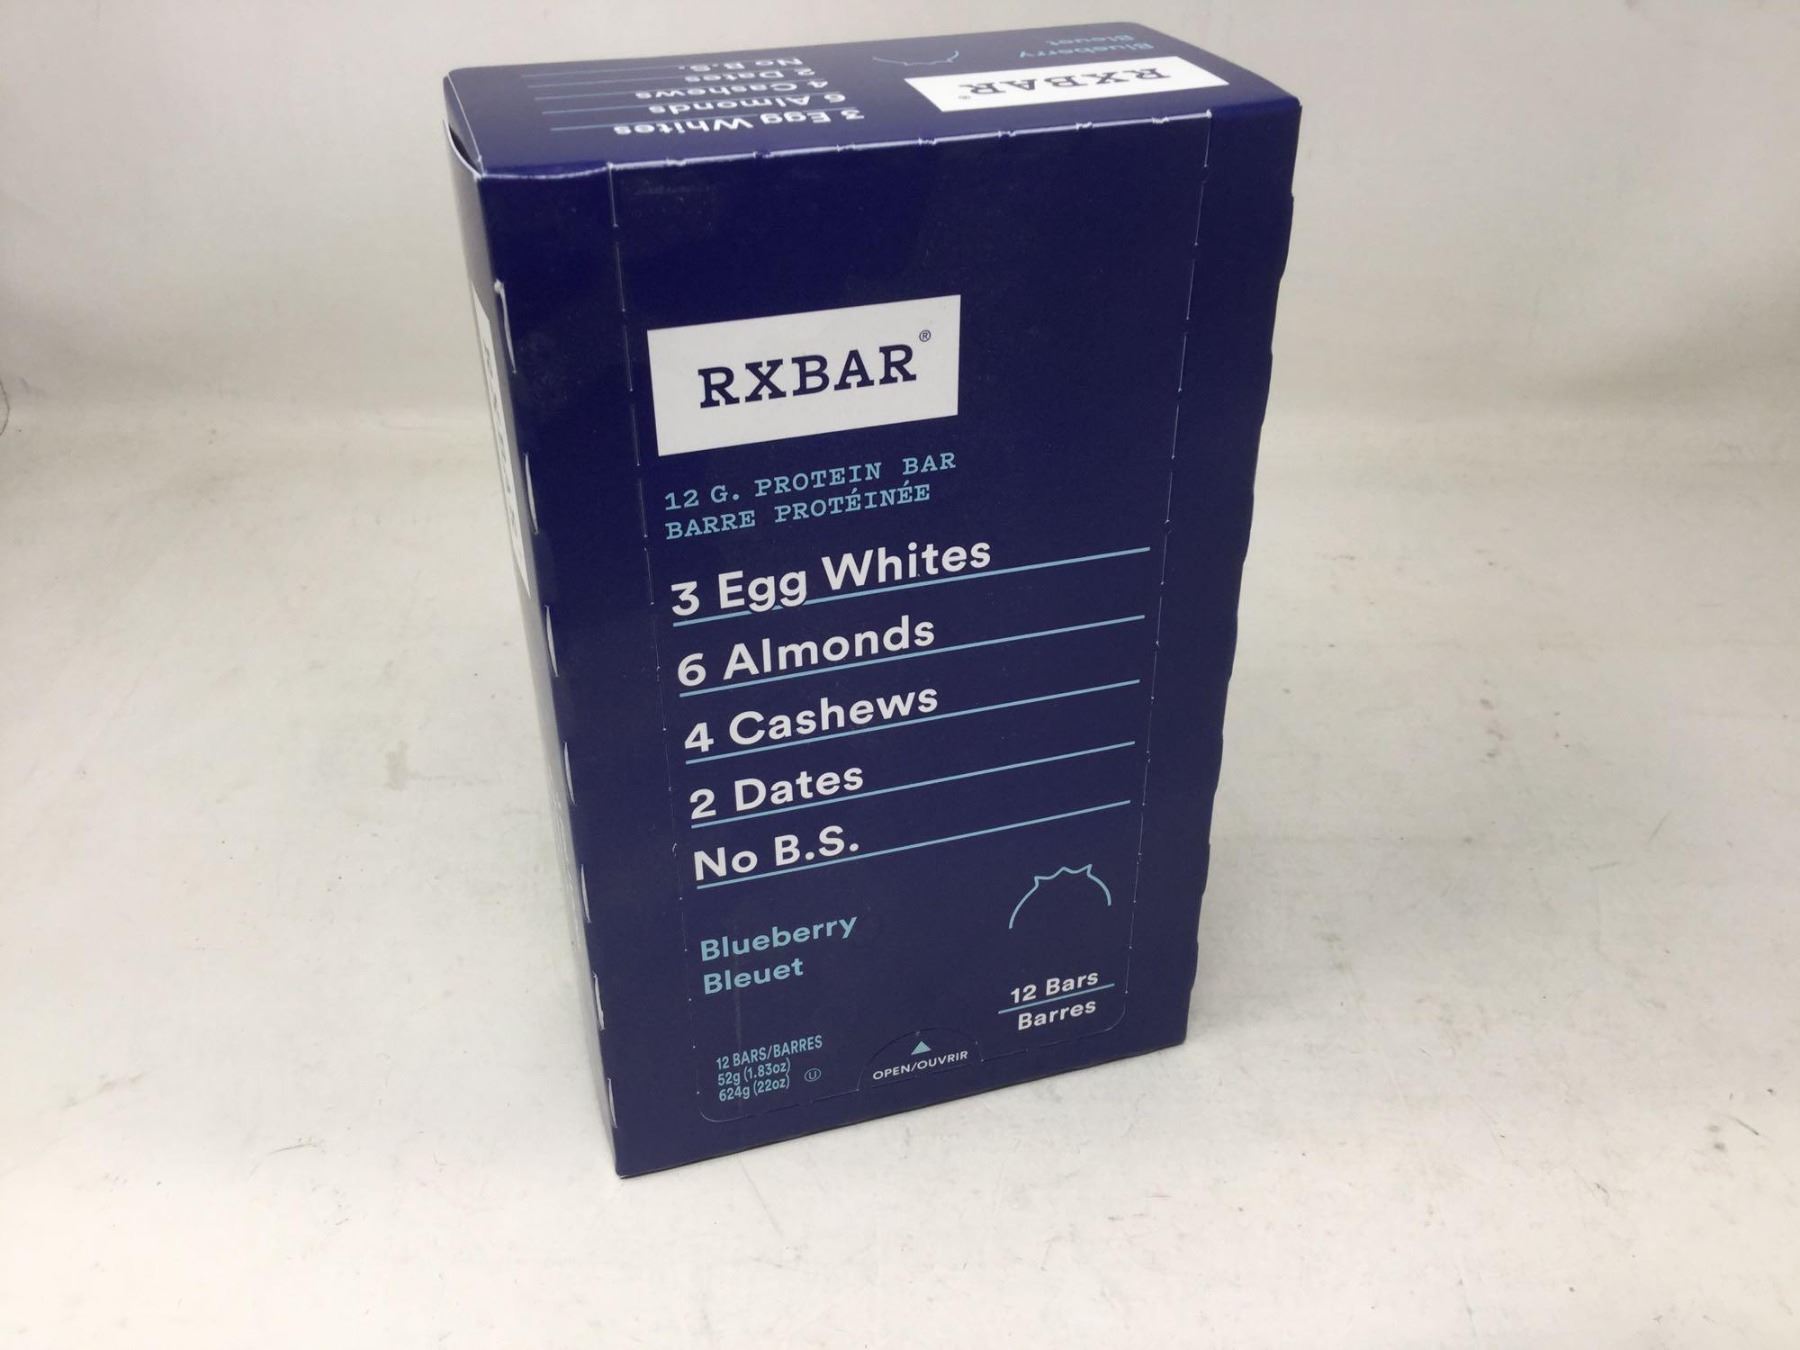 Blueberry
Bleuet
RXBAR®
3 Egg Whites
6 Almonds
4 Cashews
2 Dates
No B.S.
RXBAR®
12 G. PROTEIN BAR
BARRE PROTÉINÉE
3 Egg Whites
6 Almonds
4 Cashews
2 Dates
No B.S.
Blueberry
Bleuet
12 Bars
Barres
12 BARS/BARRES
52g (1.83oz)
624g (22oz) U
OPEN/OUVRIR